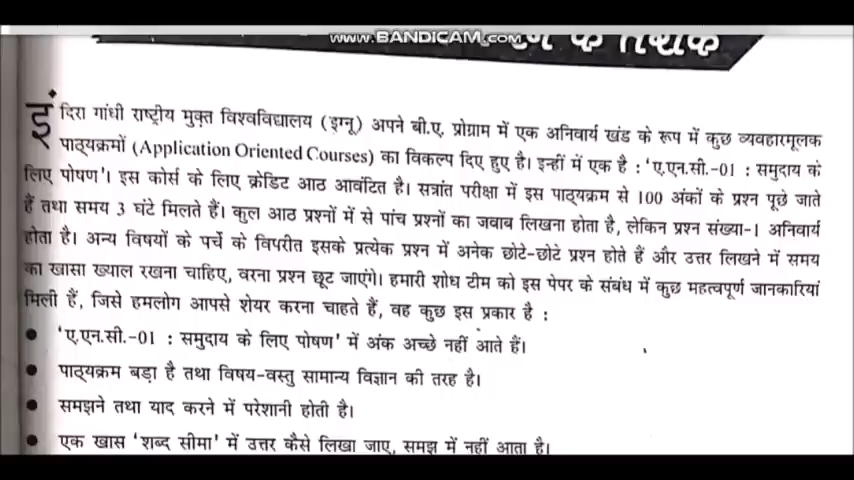 www.BANDICAM.com
के तरीके
इंदिरा गांधी राष्ट्रीय मुक्त विश्वविद्यालय (इग्नू) अपने बी.ए. प्रोग्राम में एक अनिवार्य खंड के रूप में कुछ व्यवहारमूलक
पाठ्यक्रमों (Application Oriented Courses) का विकल्प दिए हुए है। इन्हीं में एक है : 'ए.एन.सी.-01 : समुदाय के
लिए पोषण'। इस कोर्स के लिए क्रेडिट आठ आवंटित है। सत्रांत परीक्षा में इस पाठ्यक्रम से 100 अंकों के प्रश्न पूछे जाते
हैं तथा समय 3 घंटे मिलते हैं। कुल आठ प्रश्नों में से पांच प्रश्नों का जवाब लिखना होता है, लेकिन प्रश्न संख्या-1 अनिवार्य
होता है। अन्य विषयों के पर्चे के विपरीत इसके प्रत्येक प्रश्न में अनेक छोटे-छोटे प्रश्न होते हैं और उत्तर लिखने में समय
का खासा ख्याल रखना चाहिए, वरना प्रश्न छूट जाएंगे। हमारी शोध टीम को इस पेपर के संबंध में कुछ महत्वपूर्ण जानकारियां
मिली हैं, जिसे हमलोग आपसे शेयर करना चाहते हैं, वह कुछ इस प्रकार है :
● 'ए.एन.सी.-01 : समुदाय के लिए पोषण' में अंक अच्छे नहीं आते हैं।
● पाठ्यक्रम बड़ा है तथा विषय-वस्तु सामान्य विज्ञान की तरह है।
● समझने तथा याद करने में परेशानी होती है।
● एक खास 'शब्द सीमा' में उत्तर कैसे लिखा जाए, समझ में नहीं आता है।